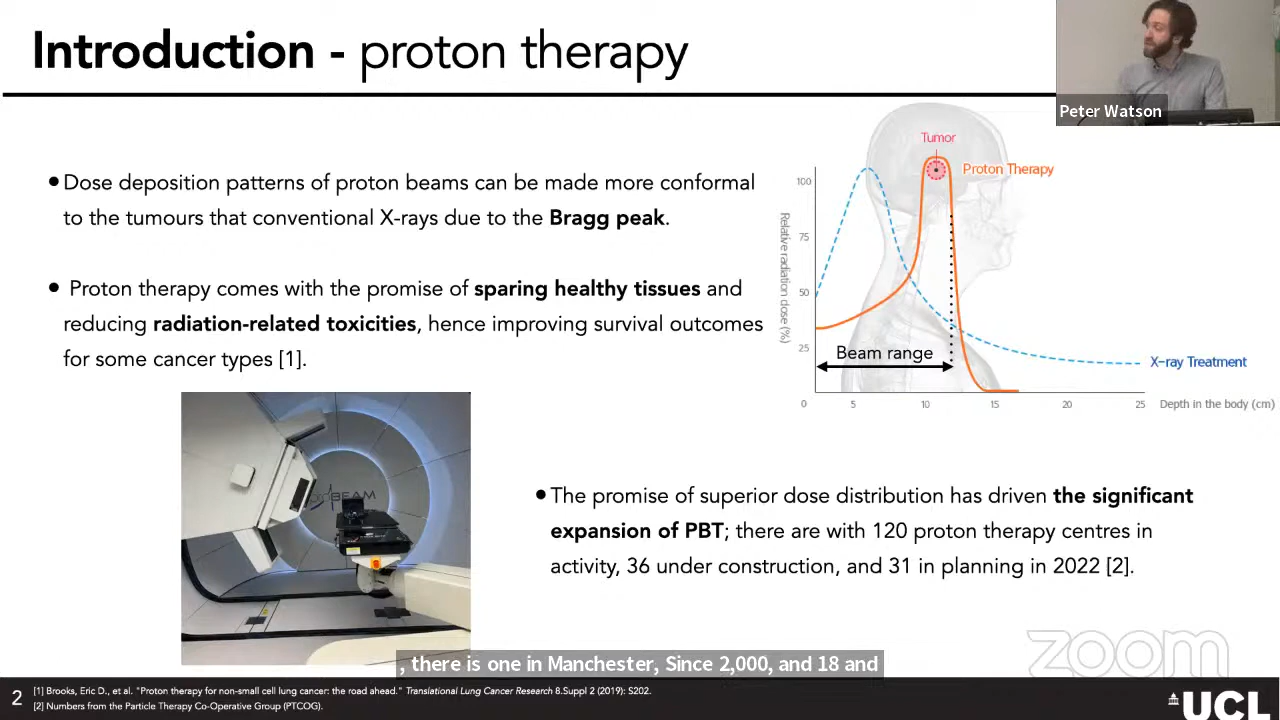 Introduction - proton therapy
Peter Watson
•Dose deposition patterns of proton beams can be made more conformal
to the tumours that conventional X-rays due to the Bragg peak.
• Proton therapy comes with the promise of sparing healthy tissues and
reducing radiation-related toxicities, hence improving survival outcomes
for some cancer types [1].
Tumor
Proton Therapy
Relative radiation dose (%)
100
75
50
25
Beam range
X-ray Treatment
0
5
10
15
20
25
Depth in the body (cm)
BEAM
•The promise of superior dose distribution has driven the significant
expansion of PBT; there are with 120 proton therapy centres in
activity, 36 under construction, and 31 in planning in 2022 [2].
zoom
, there is one in Manchester, Since 2,000, and 18 and
2
[1] Brooks, Eric D., et al. "Proton therapy for non-small cell lung cancer: the road ahead." Translational Lung Cancer Research 8.Suppl 2 (2019): S202.
[2] Numbers from the Particle Therapy Co-Operative Group (PTCOG).
UCL